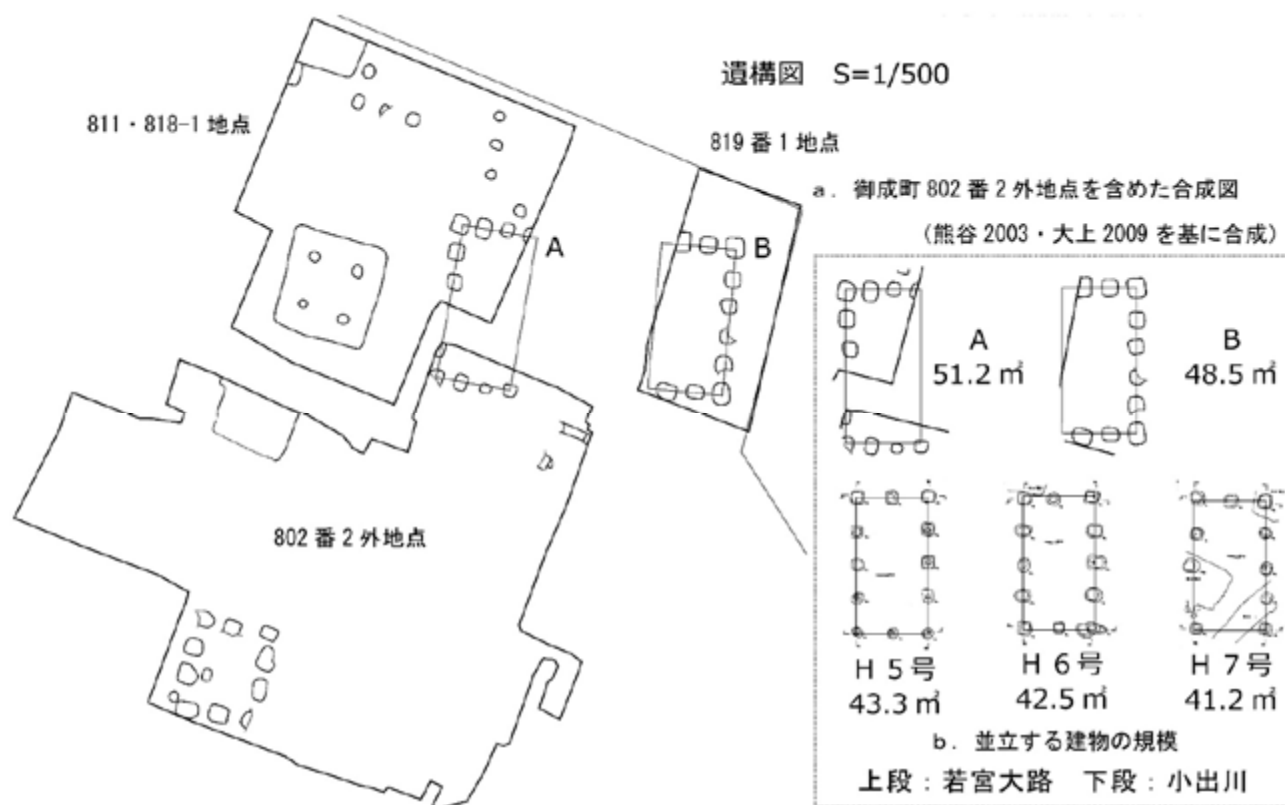 遺構図 S=1/500
811・818-1 地点
819 番 1 地点
a．御成町 802 番 2 外地点を含めた合成図
（熊谷 2003・大上 2009 を基に合成）
A
B
A
51.2 ㎡
B
48.5 ㎡
802 番 2 外地点
H 5 号
43.3 ㎡
H 6 号
42.5 ㎡
H 7 号
41.2 ㎡
b．並立する建物の規模
上段：若宮大路 下段：小出川